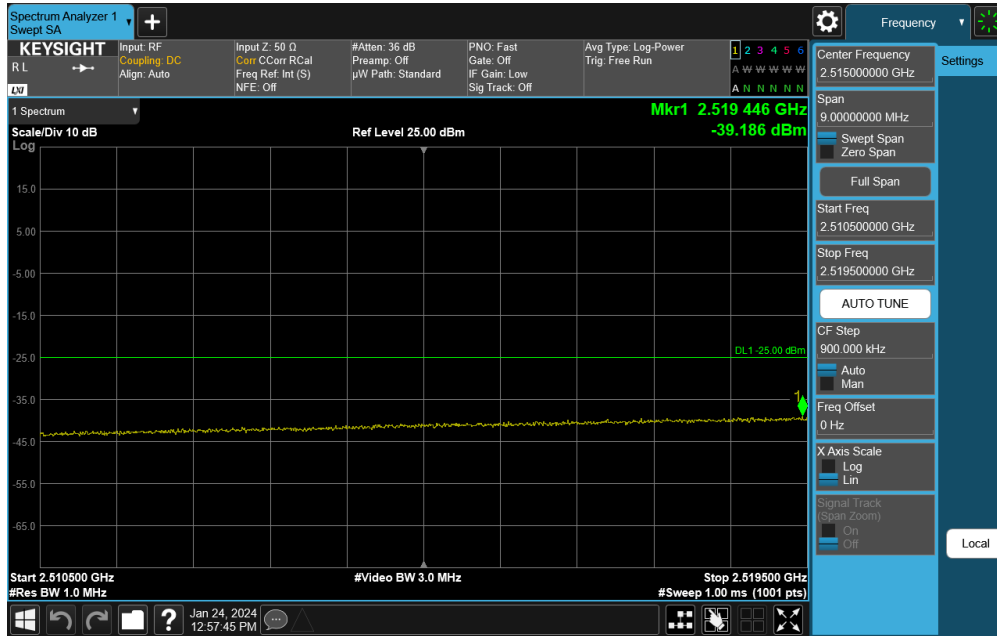 Spectrum Analyzer 1
Swept SA
Frequency
KEYSIGHT
R L
LXI
Input: RF
Coupling: DC
Align: Auto
Input Z: 50 Ω
Corr CCorr RCal
Freq Ref: Int (S)
NFE: Off
#Atten: 36 dB
Preamp: Off
µW Path: Standard
PNO: Fast
Gate: Off
IF Gain: Low
Sig Track: Off
Avg Type: Log-Power
Trig: Free Run
1 2 3 4 5 6
A W W W W W
A N N N N N
1 Spectrum
Scale/Div 10 dB
Log
Ref Level 25.00 dBm
Mkr1 2.519 446 GHz
-39.186 dBm
15.0
5.00
-5.00
-15.0
-25.0
-35.0
-45.0
-55.0
-65.0
DL1 -25.00 dBm
1
Start 2.510500 GHz
#Res BW 1.0 MHz
#Video BW 3.0 MHz
Stop 2.519500 GHz
#Sweep 1.00 ms (1001 pts)
Center Frequency
2.515000000 GHz
Settings
Span
9.00000000 MHz
Swept Span
Zero Span
Full Span
Start Freq
2.510500000 GHz
Stop Freq
2.519500000 GHz
AUTO TUNE
CF Step
900.000 kHz
Auto
Man
Freq Offset
0 Hz
X Axis Scale
Log
Lin
Signal Track
(Span Zoom)
On
Off
Local
?
Jan 24, 2024
12:57:45 PM